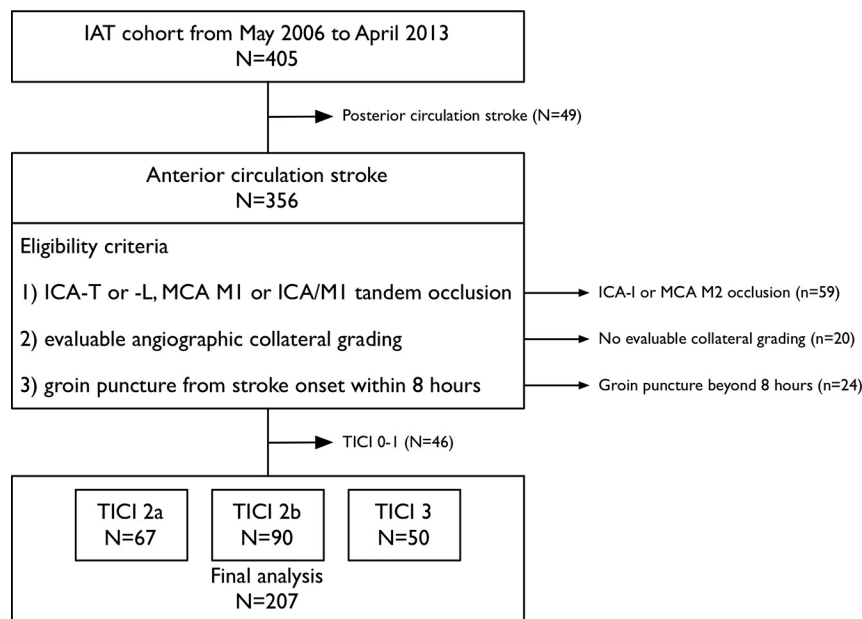 IAT cohort from May 2006 to April 2013
N=405
Posterior circulation stroke (N=49)
Anterior circulation stroke
N=356
Eligibility criteria
1) ICA-T or -L, MCA M1 or ICA/M1 tandem occlusion
ICA-I or MCA M2 occlusion (n=59)
2) evaluable angiographic collateral grading
No evaluable collateral grading (n=20)
3) groin puncture from stroke onset within 8 hours
Groin puncture beyond 8 hours (n=24)
TICI 0-1 (N=46)
TICI 2a
N=67
TICI 2b
N=90
TICI 3
N=50
Final analysis
N=207